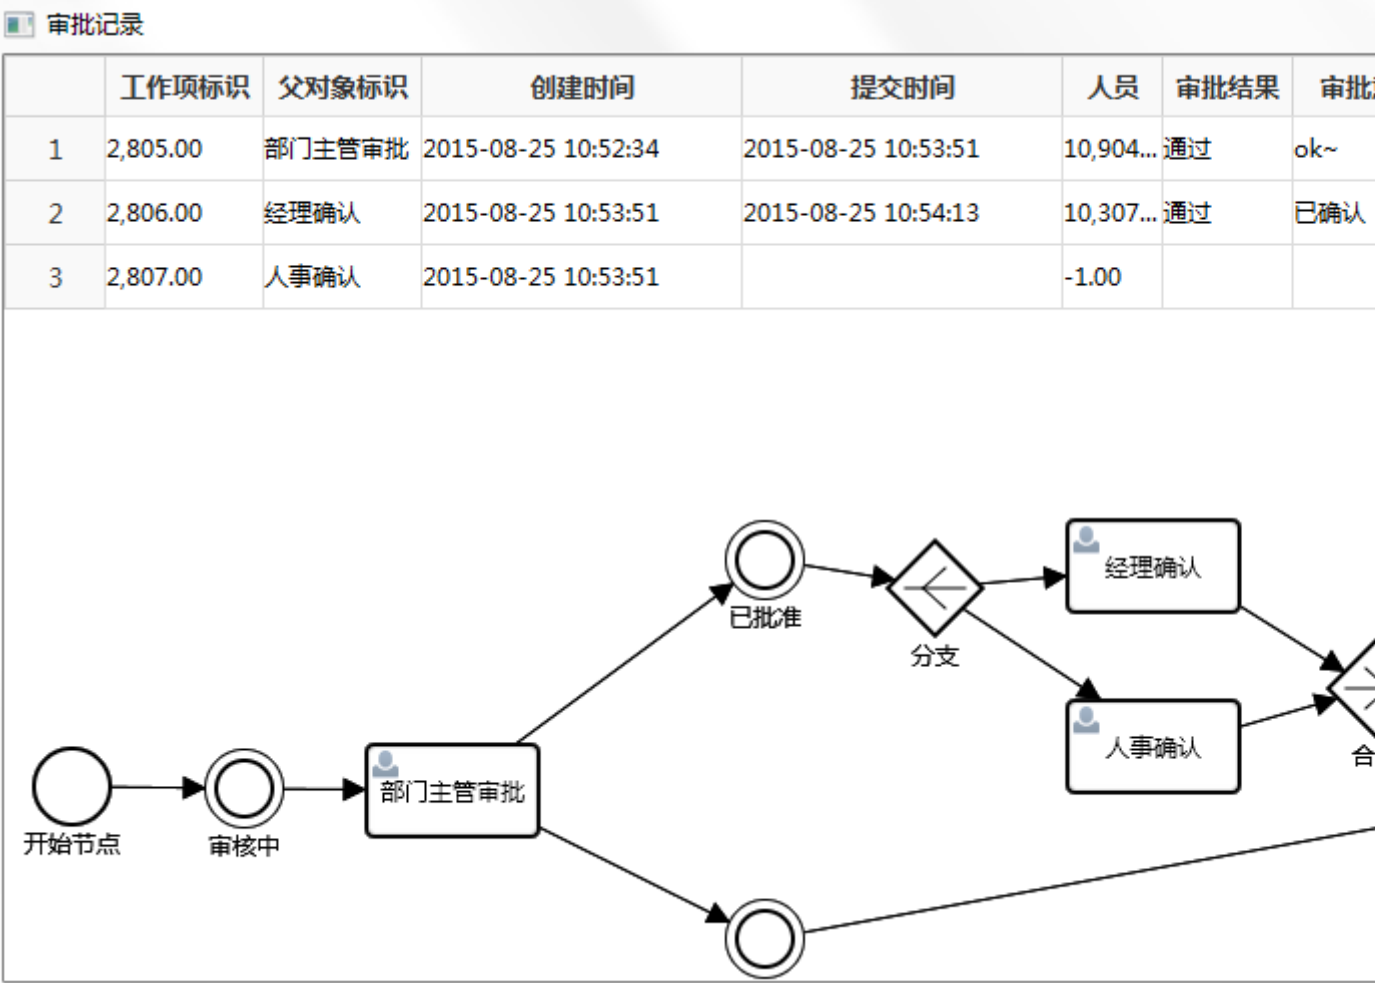 审批记录
工作项标识 父对象标识 创建时间 提交时间 人员 审批结果 审批
1 2,805.00 部门主管审批 2015-08-25 10:52:34 2015-08-25 10:53:51 10,904... 通过 ok~
2 2,806.00 经理确认 2015-08-25 10:53:51 2015-08-25 10:54:13 10,307... 通过 已确认
3 2,807.00 人事确认 2015-08-25 10:53:51 -1.00
经理确认
已批准
分支
人事确认
合
部门主管审批
开始节点
审核中